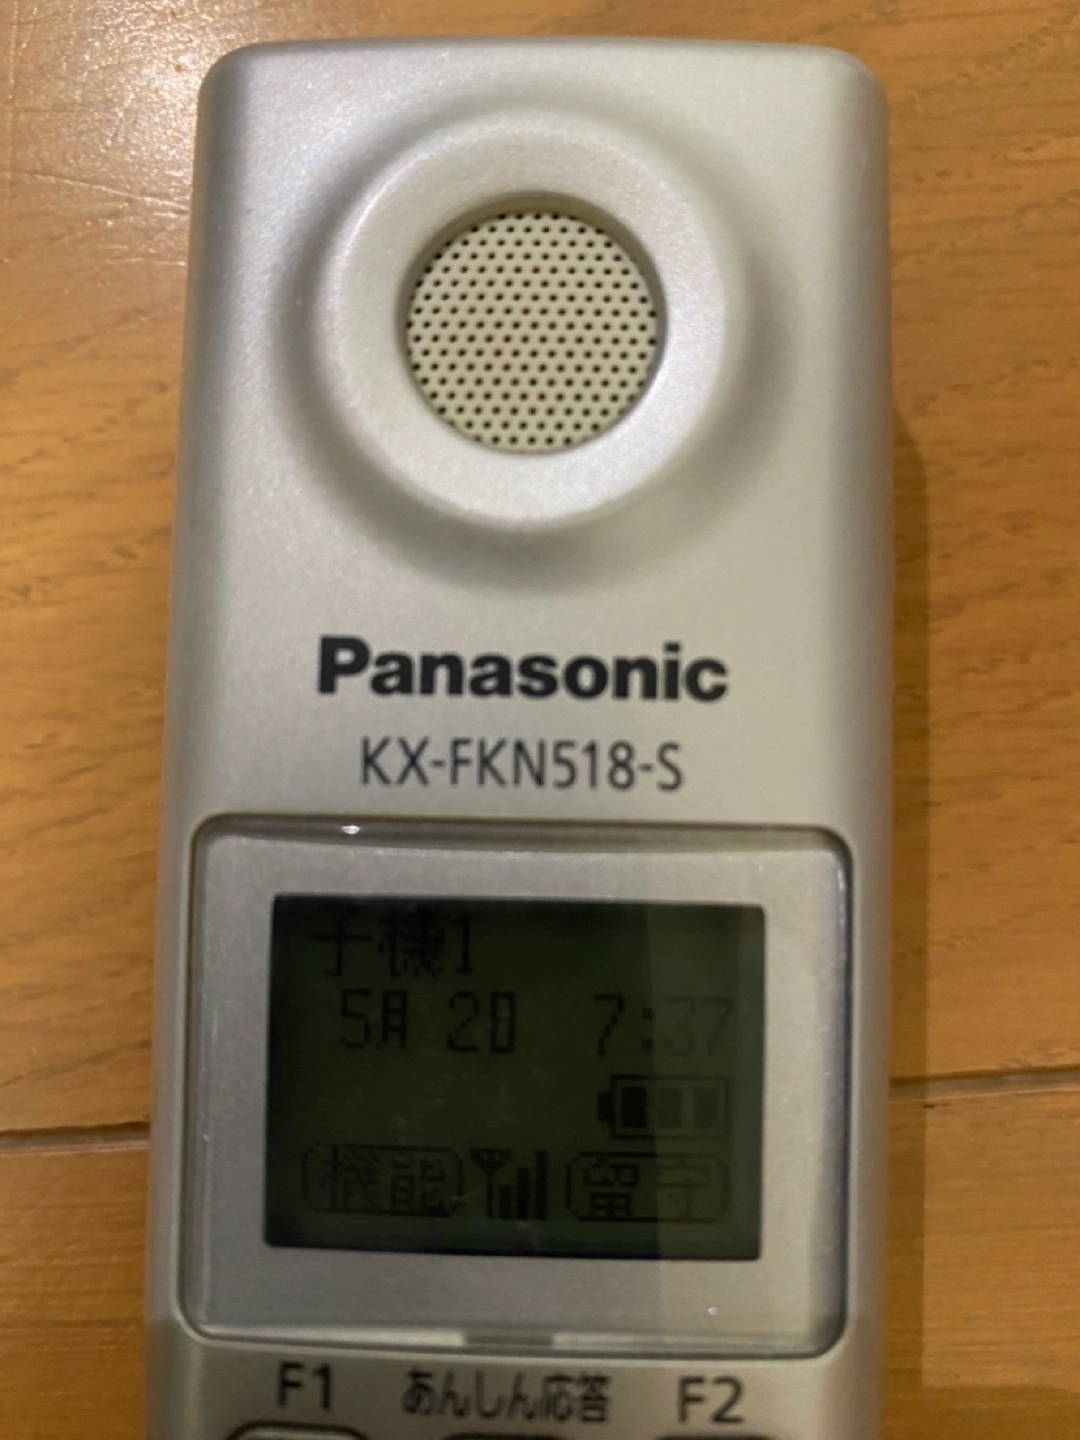 Panasonic
KX-FKN518-S
子機1
5月 2日 7:37
機能 留守
F1 あんしん応答 F2